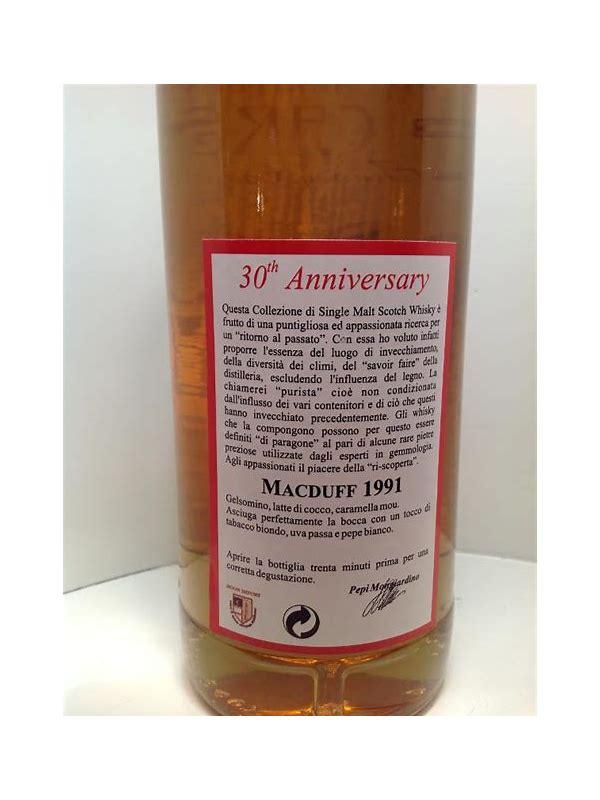 30th Anniversary
Questa Collezione di Single Malt Scotch Whisky è
frutto di una puntigliosa ed appassionata ricerca per
un "ritorno al passato". Con essa ho voluto infatti
proporre l'essenza del luogo di invecchiamento,
della diversità dei climi, del "savoir faire" della
distilleria, escludendo l'influenza del legno. La
chiamerei "purista" cioè non condizionata
dall'influsso dei vari contenitori e di ciò che questi
hanno invecchiato precedentemente. Gli whisky
che la compongono possono per questo essere
definiti "di paragone" al pari di alcune rare pietre
preziose utilizzate dagli esperti in gemmologia.
Agli appassionati il piacere della "ri-scoperta".
MACDUFF 1991
Gelsomino, latte di cocco, caramella mou.
Asciuga perfettamente la bocca con un tocco di
tabacco biondo, uva passa e pepe bianco.
Aprire la bottiglia trenta minuti prima per una
corretta degustazione.
Pepi Mongiardino
MOON IMPORT